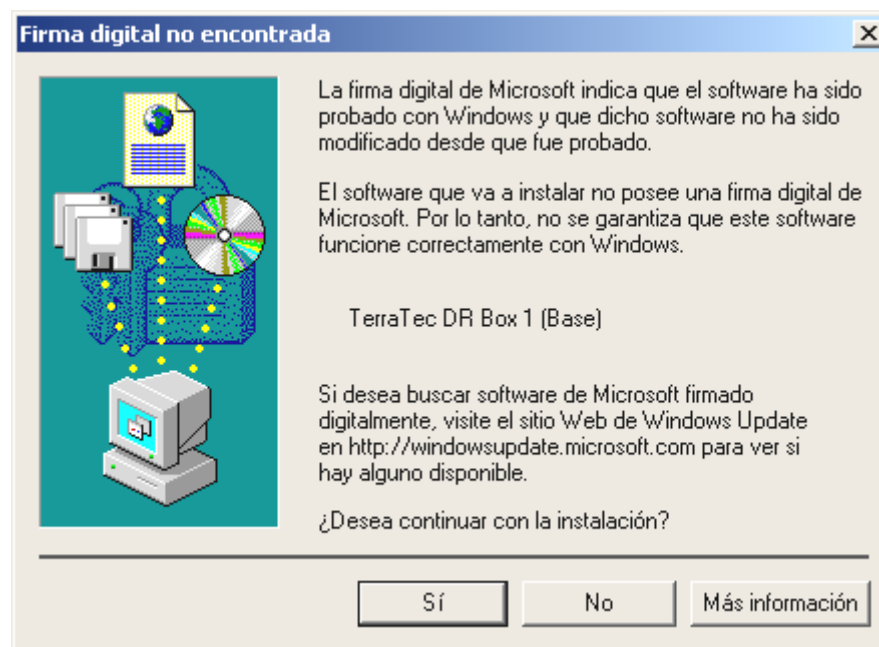 Firma digital no encontrada
La firma digital de Microsoft indica que el software ha sido
probado con Windows y que dicho software no ha sido
modificado desde que fue probado.
El software que va a instalar no posee una firma digital de
Microsoft. Por lo tanto, no se garantiza que este software
funcione correctamente con Windows.
TerraTec DR Box 1 (Base)
Si desea buscar software de Microsoft firmado
digitalmente, visite el sitio Web de Windows Update
en http://windowsupdate.microsoft.com para ver si
hay alguno disponible.
¿Desea continuar con la instalación?
Sí No Más información